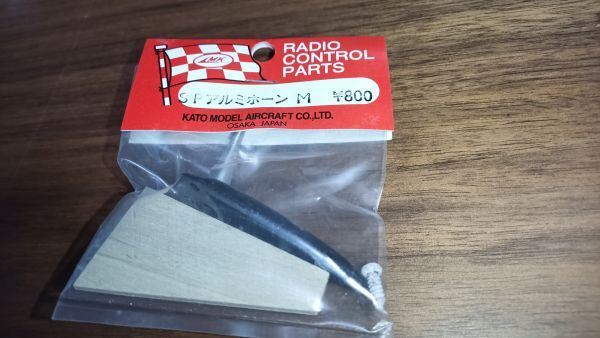 LMK
RADIO
CONTROL
PARTS
SPアルミホーン M ¥800
KATO MODEL AIRCRAFT CO.,LTD.
OSAKA JAPAN